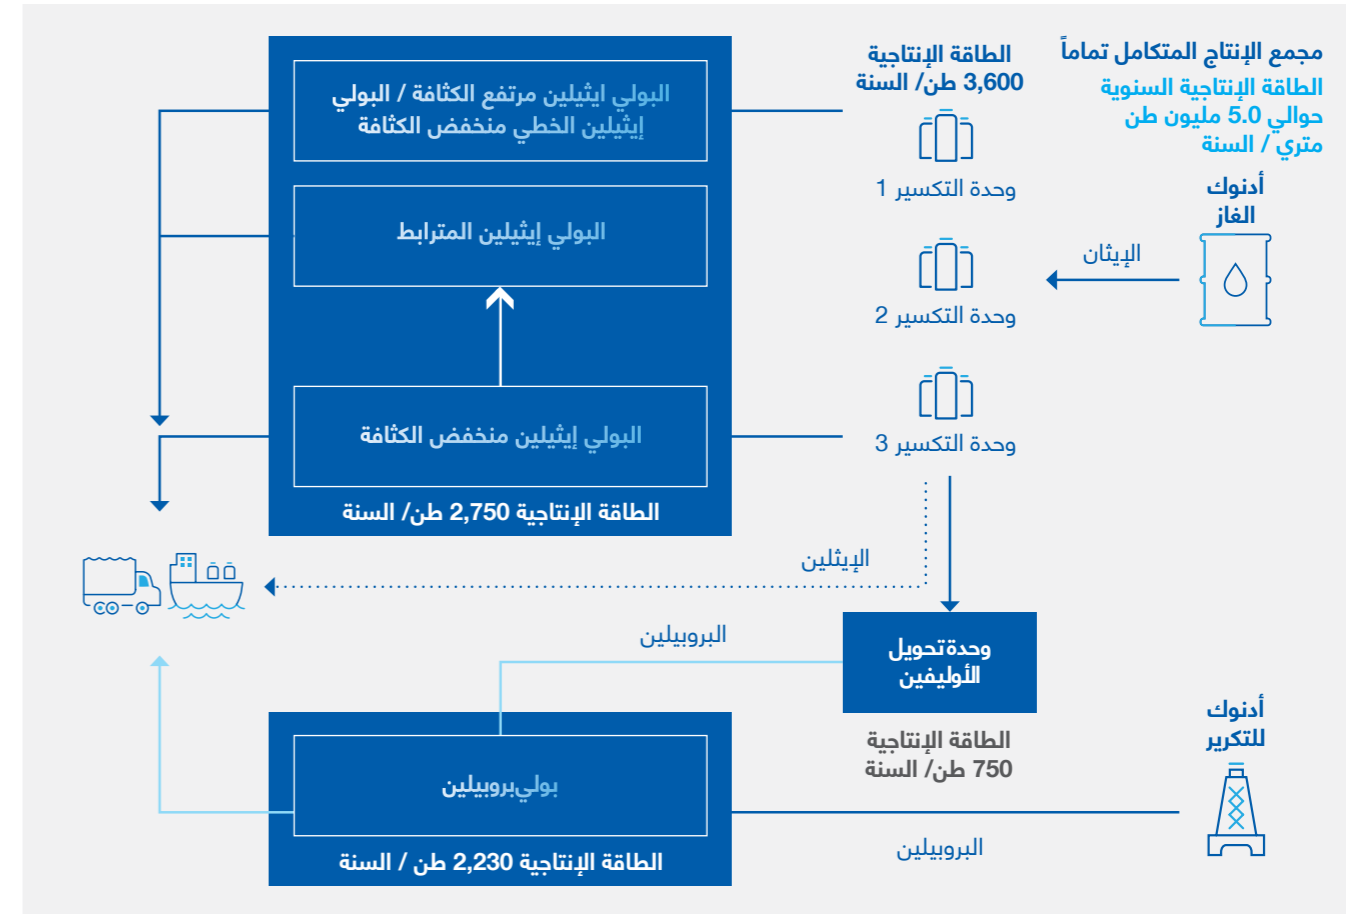 مجمع الإنتاج المتكامل تماماً
الطاقة الإنتاجية السنوية
حوالي 5.0 مليون طن
متري / السنة
أدنوك
الغاز
الإيثان
الطاقة الإنتاجية
3,600 طن/ السنة
وحدة التكسير 1
وحدة التكسير 2
وحدة التكسير 3
البولي ايثيلين مرتفع الكثافة / البولي
إيثيلين الخطي منخفض الكثافة
البولي إيثيلين المترابط
البولي إيثيلين منخفض الكثافة
الطاقة الإنتاجية 2,750 طن/ السنة
الإيثلين
وحدة تحويل
الأوليفين
الطاقة الإنتاجية
750 طن/ السنة
البروبيلين
أدنوك
للتكرير
البروبيلين
بولي‌بروبيلين
الطاقة الإنتاجية 2,230 طن / السنة